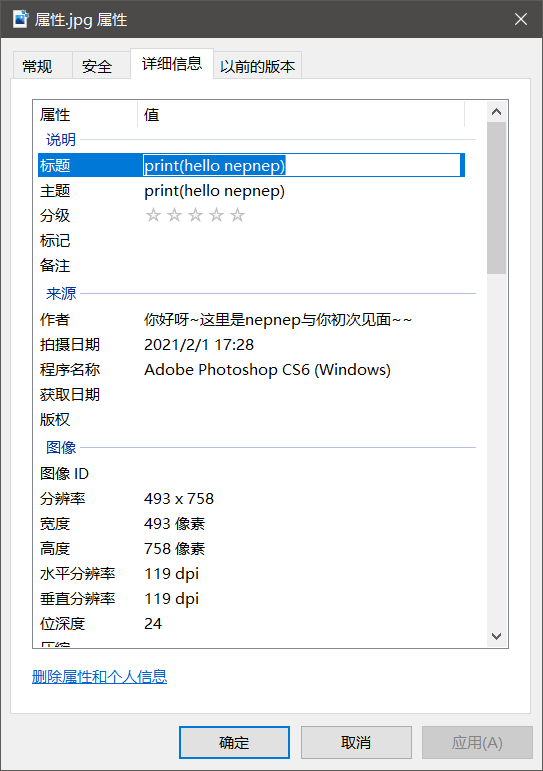 属性.jpg 属性
常规 安全 详细信息 以前的版本
属性 值
说明
标题 print(hello nepnep)
主题 print(hello nepnep)
分级 ☆☆☆☆☆
标记
备注
来源
作者 你好呀~这里是nepnep与你初次见面~~
拍摄日期 2021/2/1 17:28
程序名称 Adobe Photoshop CS6 (Windows)
获取日期
版权
图像
图像 ID
分辨率 493 x 758
宽度 493 像素
高度 758 像素
水平分辨率 119 dpi
垂直分辨率 119 dpi
位深度 24
压缩
删除属性和个人信息
确定 取消 应用(A)